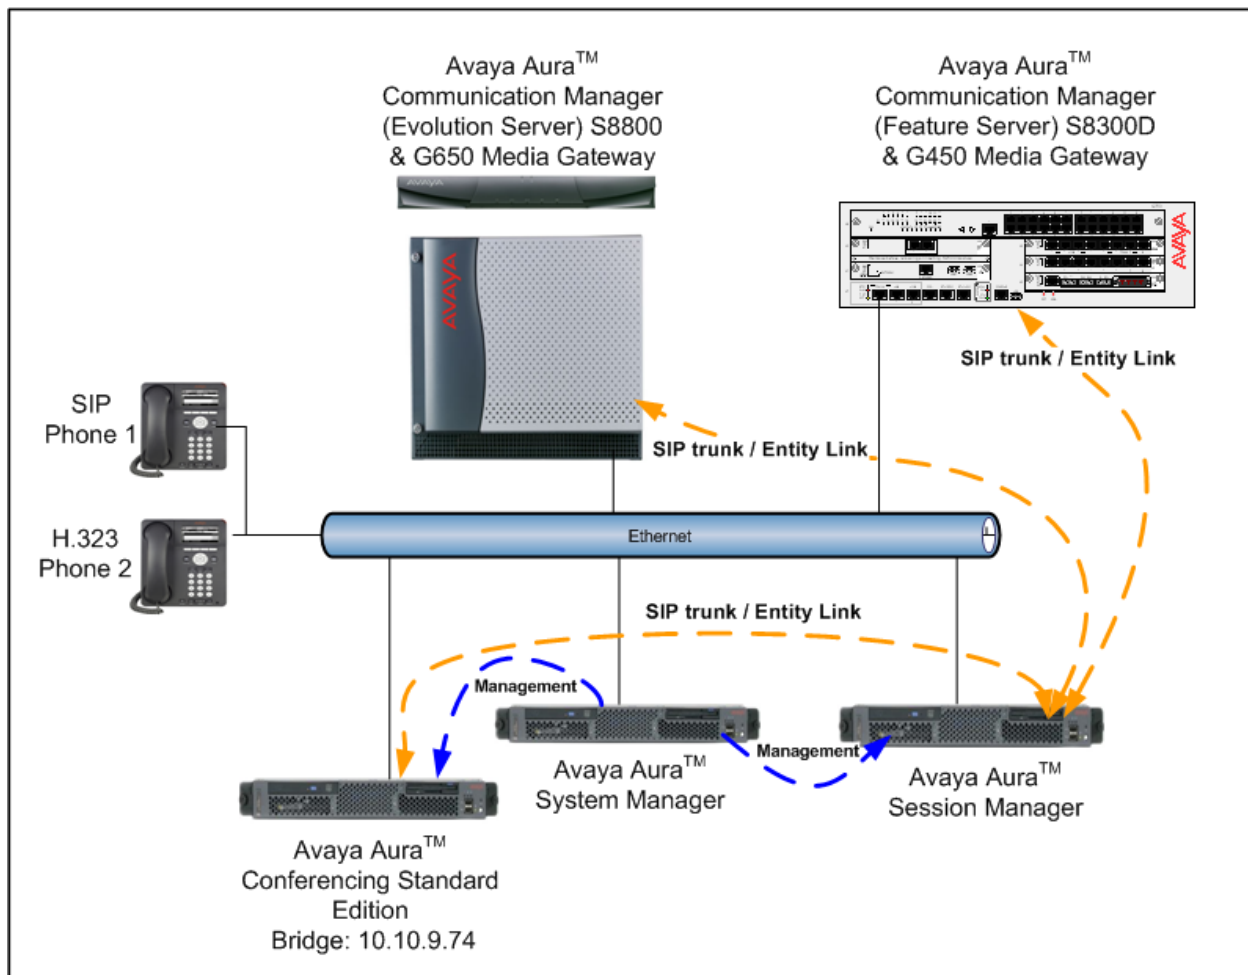 Avaya Aura™
Communication Manager
(Evolution Server) S8800
& G650 Media Gateway
Avaya Aura™
Communication Manager
(Feature Server) S8300D
& G450 Media Gateway
AVAYA
AVAYA
AVAYA
SIP trunk / Entity Link
SIP
Phone 1
SIP trunk / Entity Link
H.323
Phone 2
Ethernet
SIP trunk / Entity Link
Management
Management
Avaya Aura™
System Manager
Avaya Aura™
Session Manager
Avaya Aura™
Conferencing Standard
Edition
Bridge: 10.10.9.74